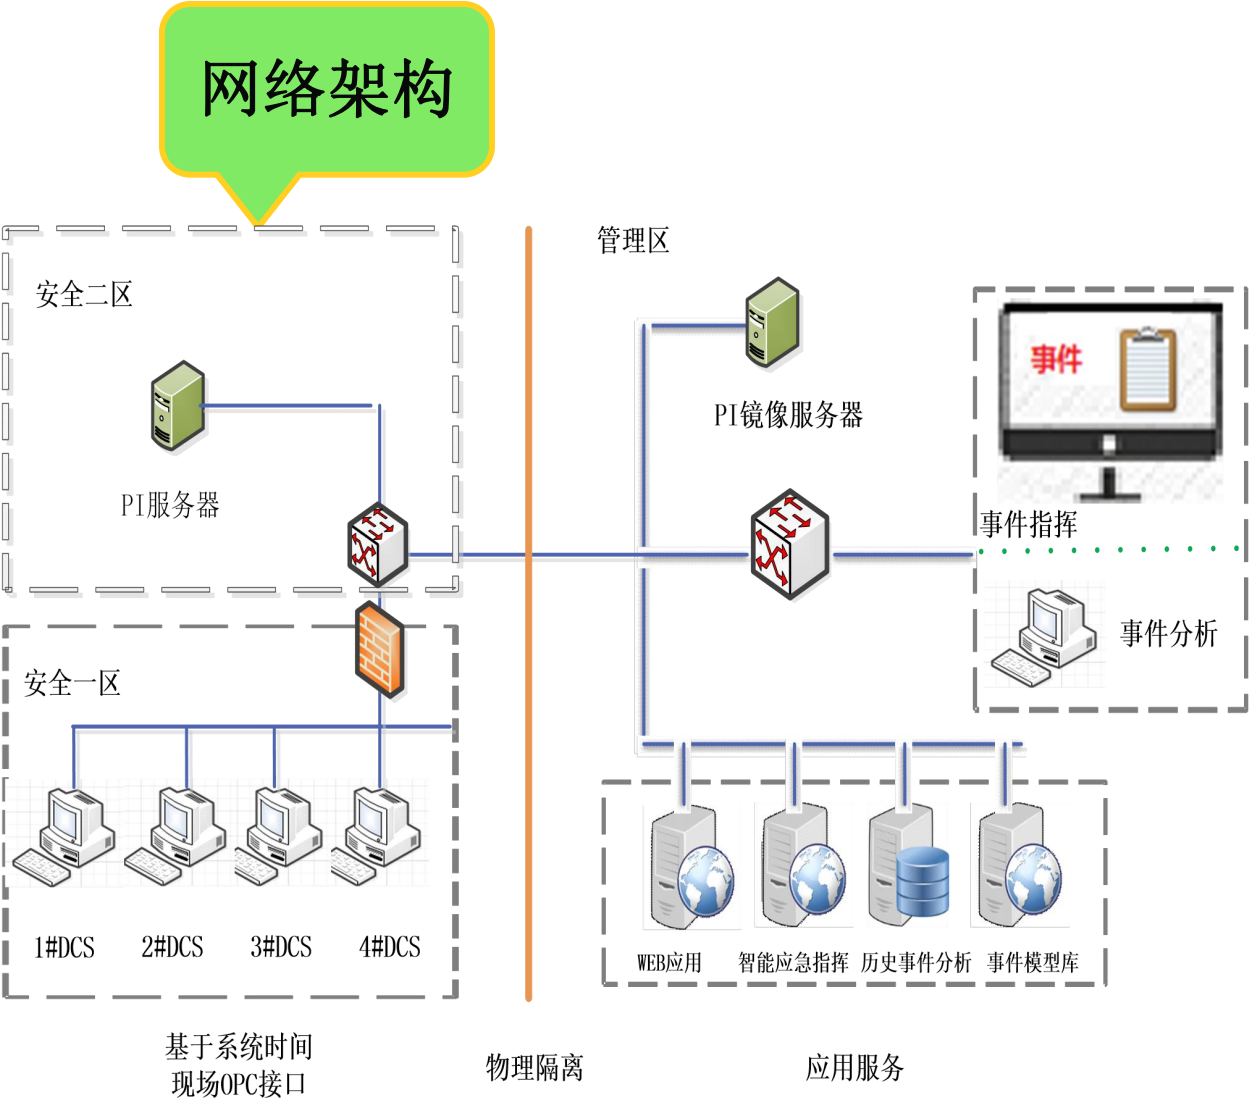 网络架构
安全二区
PI服务器
安全一区
1#DCS
2#DCS
3#DCS
4#DCS
基于系统时间
现场OPC接口
物理隔离
管理区
PI镜像服务器
事件
事件指挥
事件分析
WEB应用
智能应急指挥
历史事件分析
事件模型库
应用服务